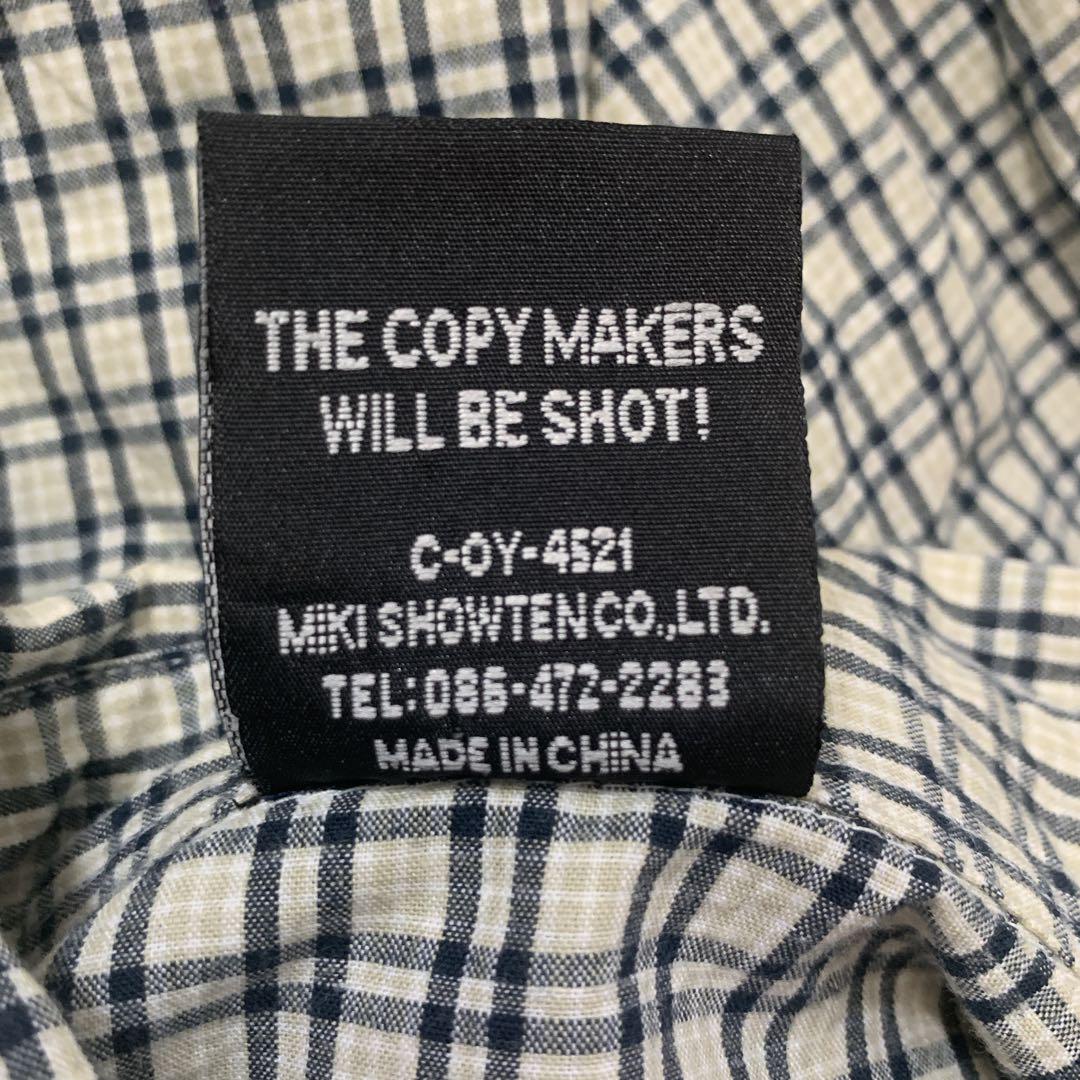 THE COPY MAKERS
WILL BE SHOT!
C-OY-4521
MIKI SHOWTEN CO.,LTD.
TEL:086-472-2283
MADE IN CHINA